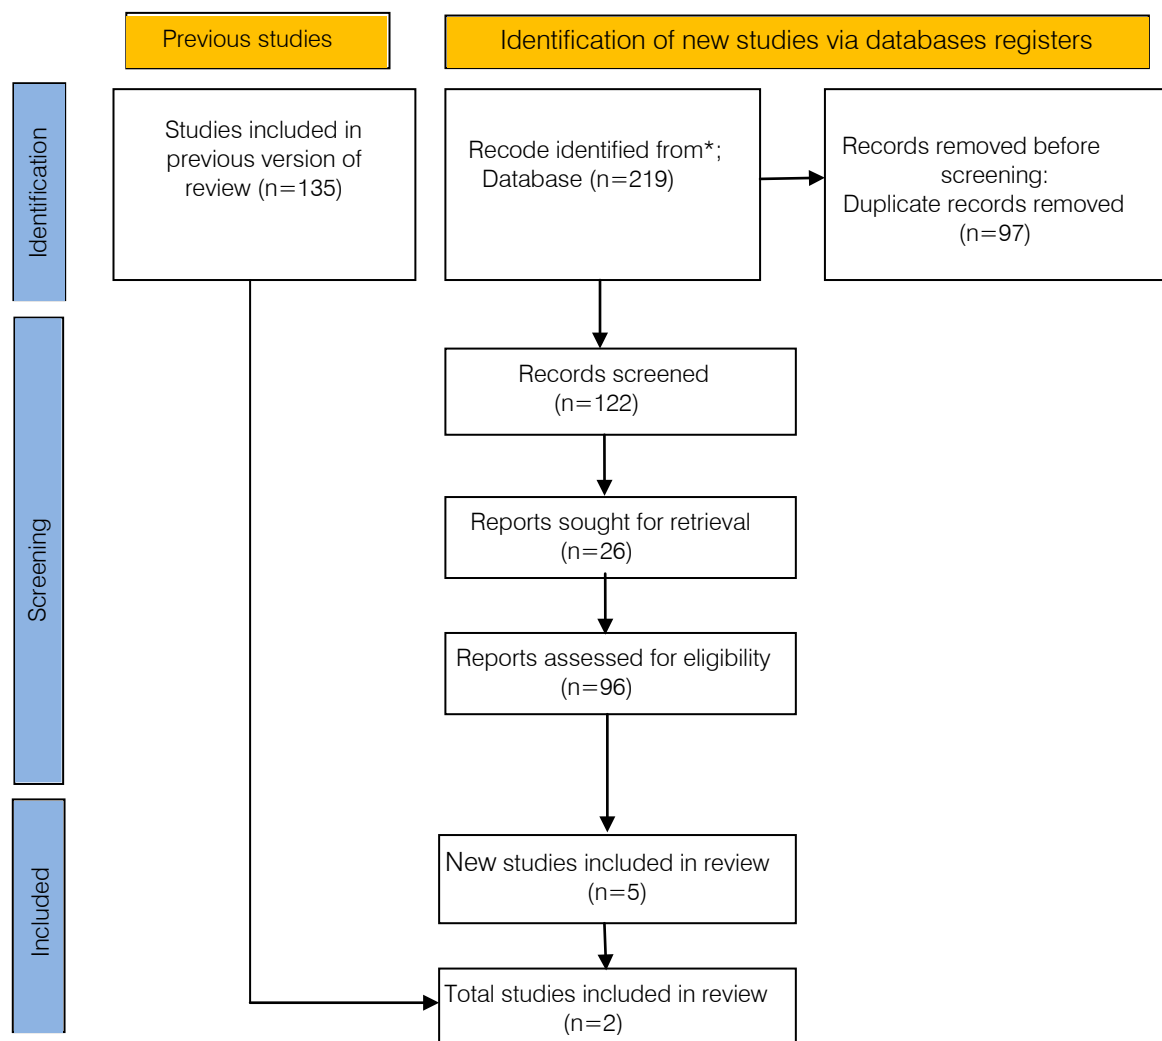 Previous studies
Identification of new studies via databases registers
Identification
Studies included in
previous version of
review (n=135)
Recode identified from*;
Database (n=219)
Records removed before
screening:
Duplicate records removed
(n=97)
Screening
Records screened
(n=122)
Reports sought for retrieval
(n=26)
Reports assessed for eligibility
(n=96)
Included
New studies included in review
(n=5)
Total studies included in review
(n=2)